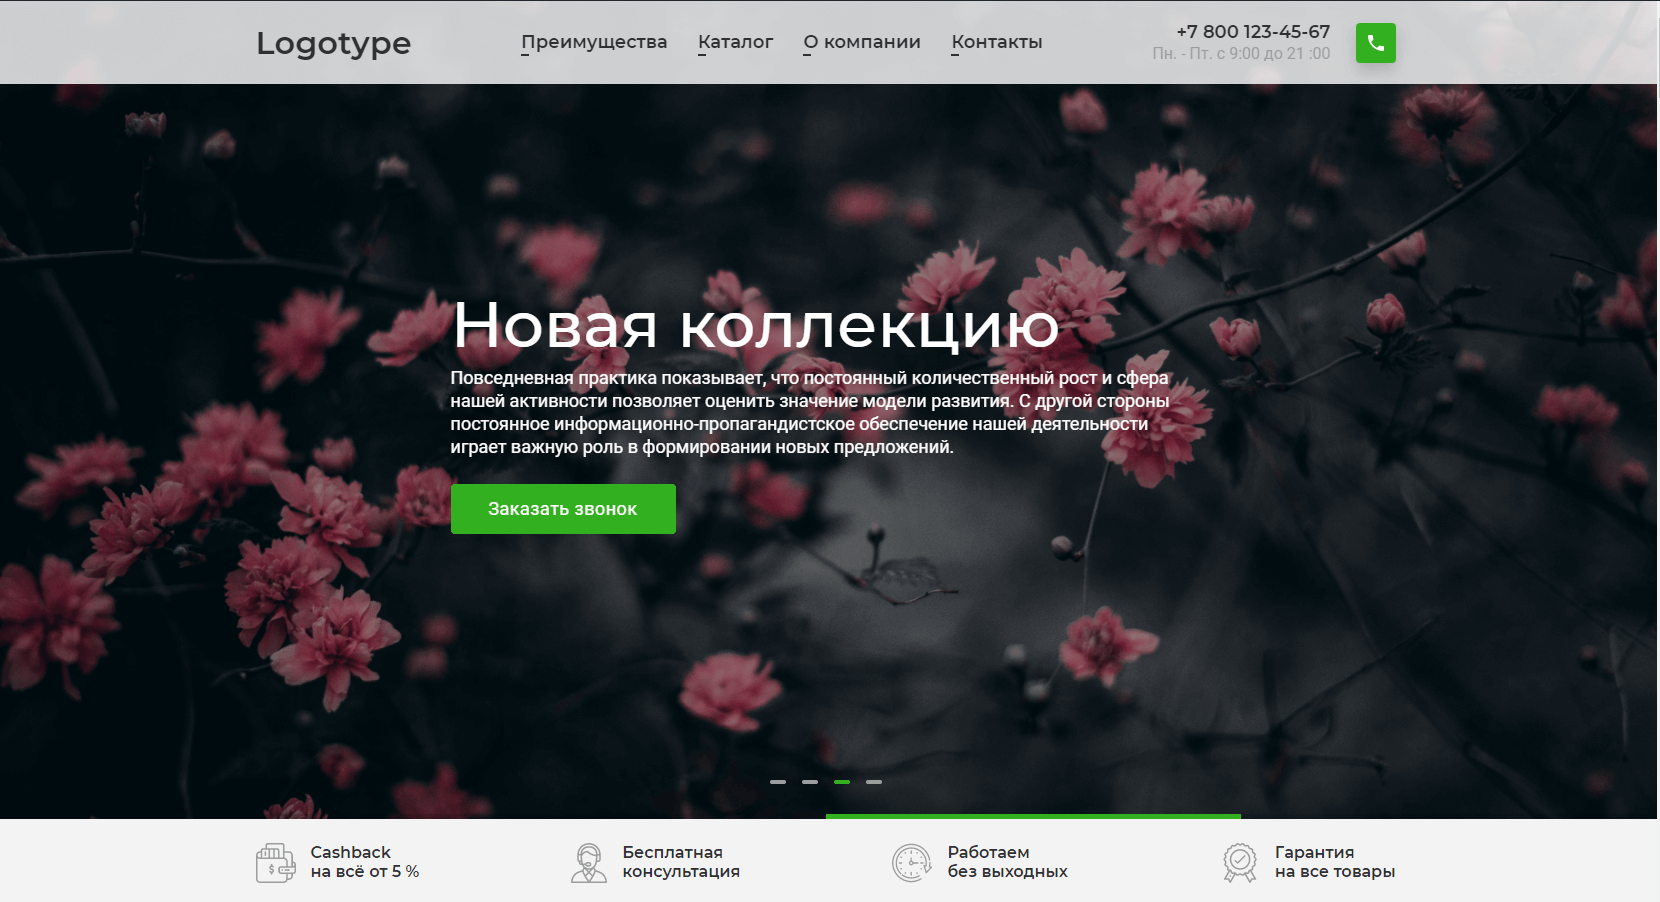 Logotype
Преимущества
Каталог
О компании
Контакты
+7 800 123-45-67
Пн. - Пт. с 9:00 до 21 :00
Новая коллекцию
Повседневная практика показывает, что постоянный количественный рост и сфера
нашей активности позволяет оценить значение модели развития. С другой стороны
постоянное информационно-пропагандистское обеспечение нашей деятельности
играет важную роль в формировании новых предложений.
Заказать звонок
Cashback
на всё от 5 %
Бесплатная
консультация
Работаем
без выходных
Гарантия
на все товары